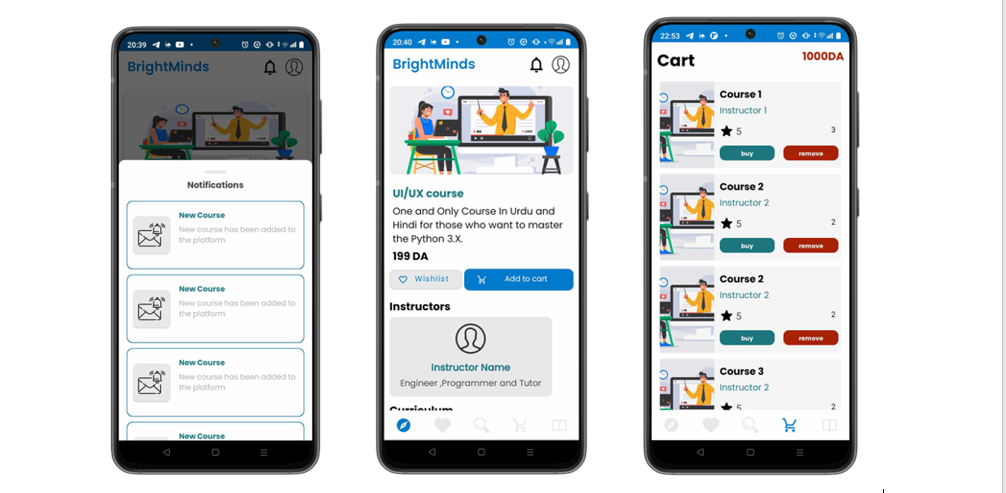 20:39
BrightMinds
Notifications
New Course
New course has been added to
the platform
New Course
New course has been added to
the platform
New Course
New course has been added to
the platform
New Course
20:40
BrightMinds
UI/UX course
One and Only Course In Urdu and
Hindi for those who want to master
the Python 3.X.
199 DA
Wishlist
Add to cart
Instructors
Instructor Name
Engineer ,Programmer and Tutor
Curriculum
22:53
Cart
1000DA
Course 1
Instructor 1
5
3
buy
remove
Course 2
Instructor 2
5
2
buy
remove
Course 2
Instructor 2
5
2
buy
remove
Course 3
Instructor 2
5
2